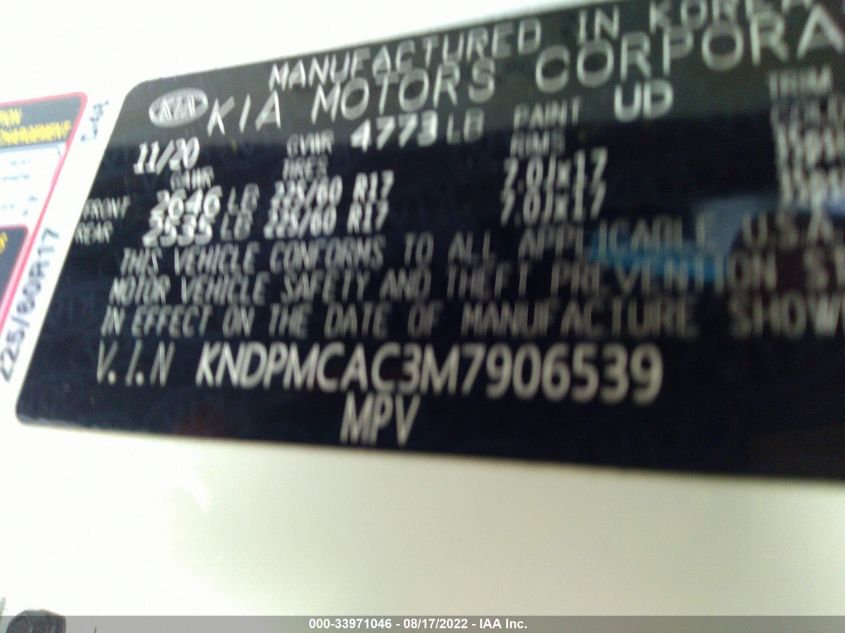 MANUFACTURED IN KOREA
KIA KIA MOTORS CORPORA
11/20 GVWR 4773 LB PAINT UD TRIM
GAWR TIRES RIMS
FRONT 2646 LB 225/60 R17 7.0Jx17
REAR 2535 LB 225/60 R17 7.0Jx17
THIS VEHICLE CONFORMS TO ALL APPLICABLE U.S.A
MOTOR VEHICLE SAFETY AND THEFT PREVENTION ST
IN EFFECT ON THE DATE OF MANUFACTURE SHOW
V.I.N KNDPMCAC3M7906539
MPV
225/60R17
000-33971046 - 08/17/2022 - IAA Inc.